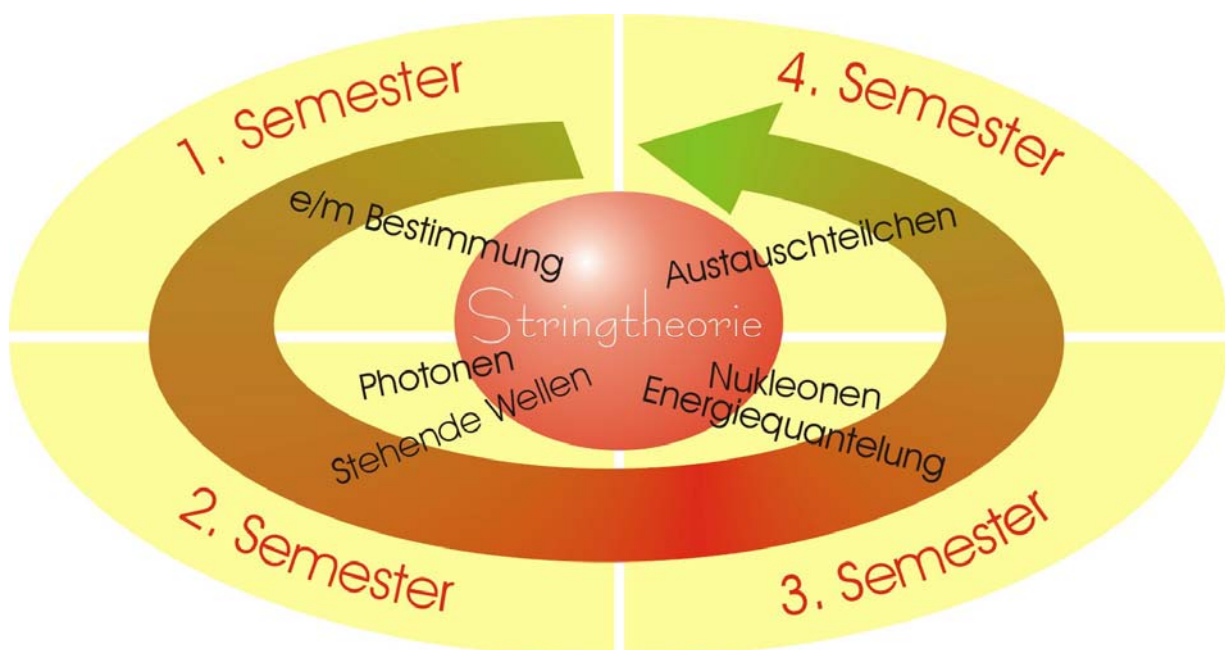 1. Semester
4. Semester
e/m Bestimmung
Austauschteilchen
Stringtheorie
Photonen
Stehende Wellen
Nukleonen
Energiequantelung
2. Semester
3. Semester